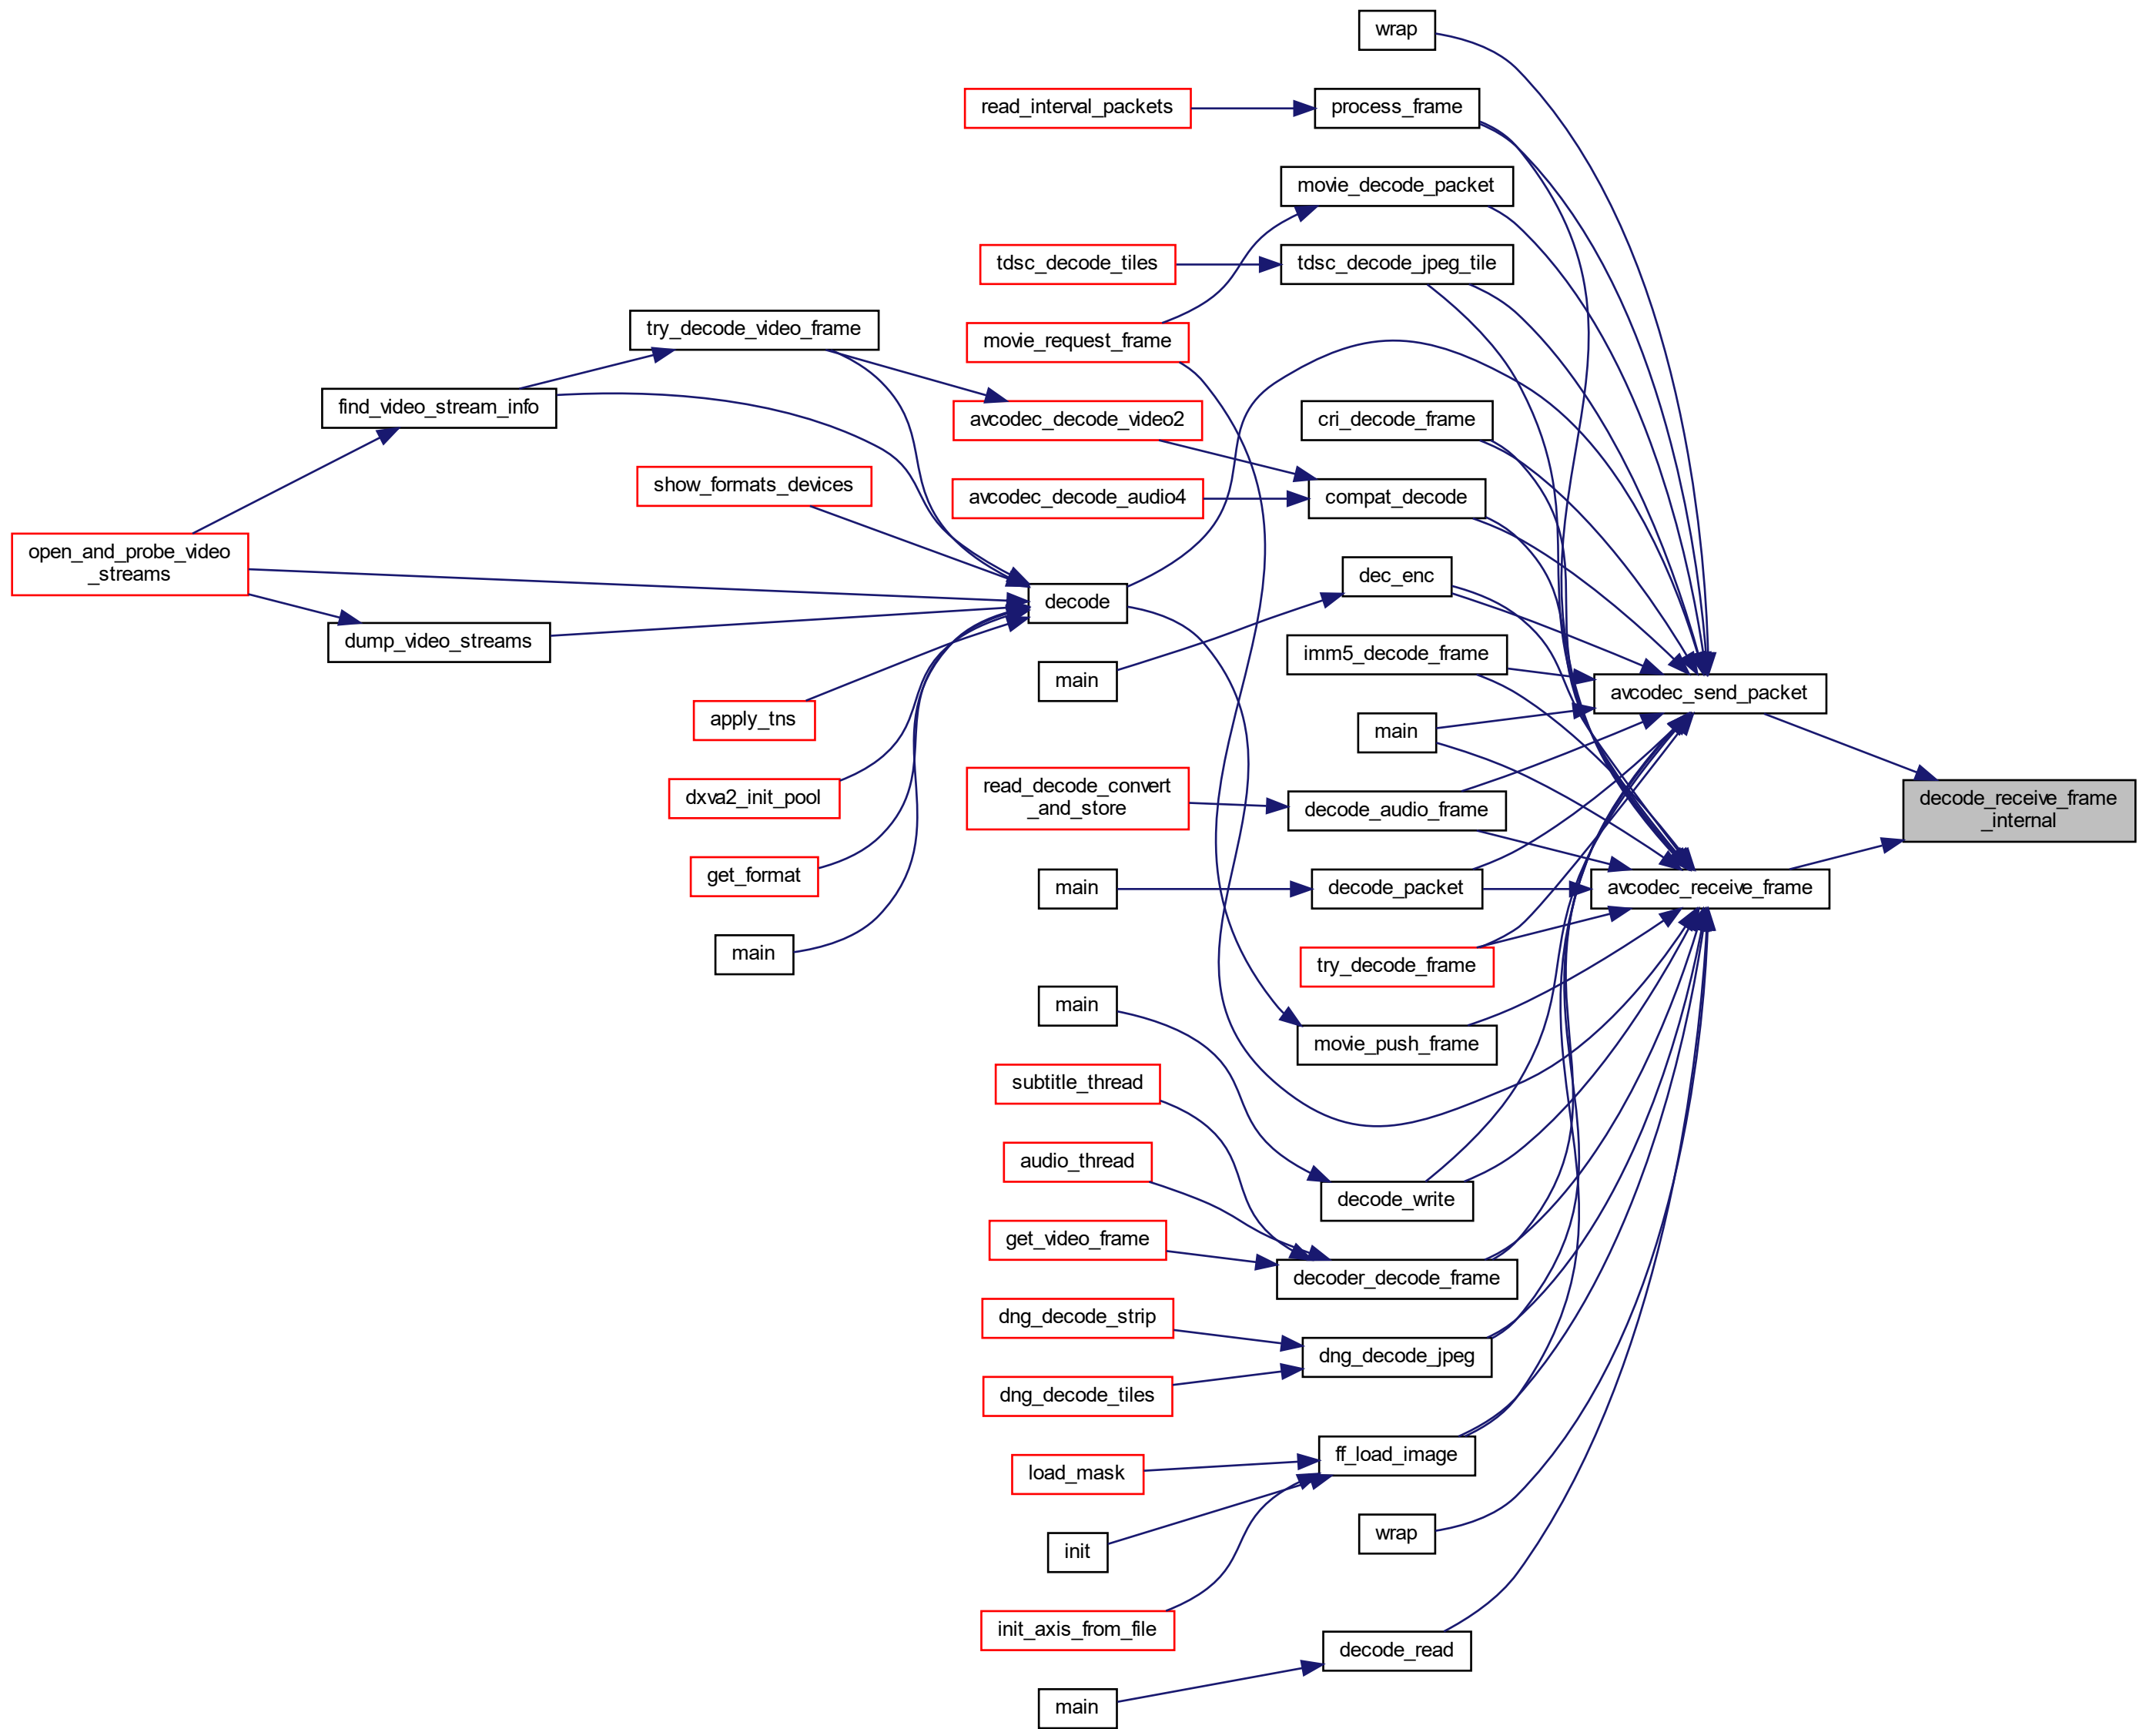 wrap
read_interval_packets
process_frame
movie_decode_packet
tdsc_decode_tiles
tdsc_decode_jpeg_tile
try_decode_video_frame
movie_request_frame
find_video_stream_info
avcodec_decode_video2
cri_decode_frame
show_formats_devices
avcodec_decode_audio4
compat_decode
open_and_probe_video
_streams
decode
dec_enc
dump_video_streams
imm5_decode_frame
main
avcodec_send_packet
apply_tns
main
dxva2_init_pool
read_decode_convert
_and_store
decode_audio_frame
decode_receive_frame
_internal
get_format
main
decode_packet
avcodec_receive_frame
main
try_decode_frame
main
movie_push_frame
subtitle_thread
audio_thread
decode_write
get_video_frame
decoder_decode_frame
dng_decode_strip
dng_decode_jpeg
dng_decode_tiles
ff_load_image
load_mask
init
wrap
init_axis_from_file
decode_read
main